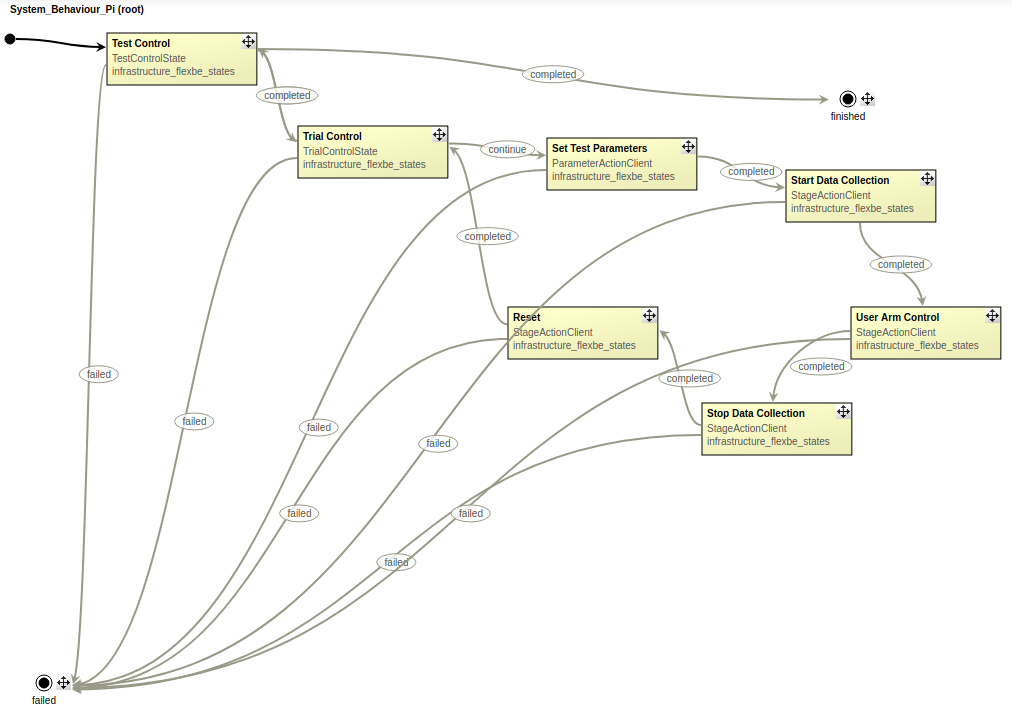 System_Behaviour_Pi (root)
Test Control
TestControlState
infrastructure_flexbe_states
completed
completed
finished
Trial Control
TrialControlState
infrastructure_flexbe_states
continue
Set Test Parameters
ParameterActionClient
infrastructure_flexbe_states
completed
Start Data Collection
StageActionClient
infrastructure_flexbe_states
completed
completed
Reset
StageActionClient
infrastructure_flexbe_states
User Arm Control
StageActionClient
infrastructure_flexbe_states
completed
completed
failed
Stop Data Collection
StageActionClient
infrastructure_flexbe_states
failed
failed
failed
failed
failed
failed
failed